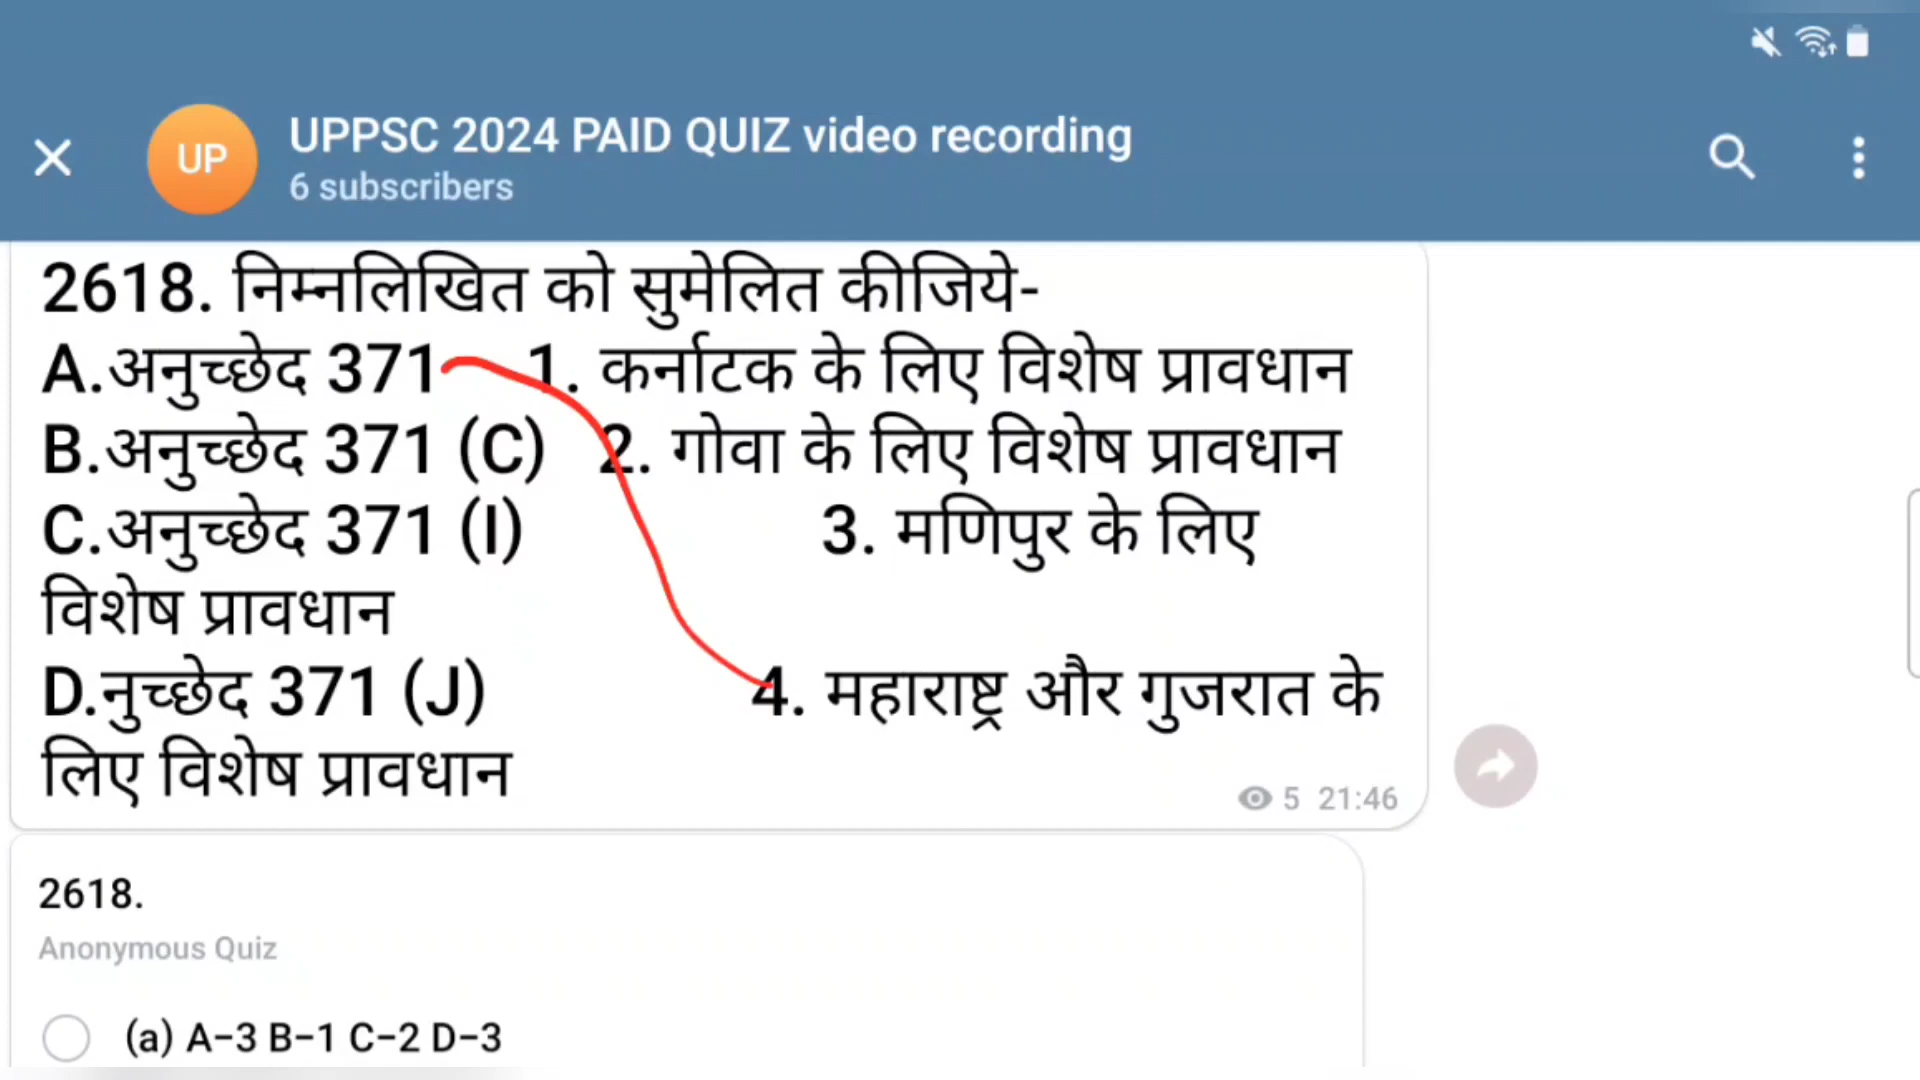 UP
UPPSC 2024 PAID QUIZ video recording
6 subscribers
2618. निम्नलिखित को सुमेलित कीजिये-
A.अनुच्छेद 371 1. कर्नाटक के लिए विशेष प्रावधान
B.अनुच्छेद 371 (C) 2. गोवा के लिए विशेष प्रावधान
C.अनुच्छेद 371 (I) 3. मणिपुर के लिए
विशेष प्रावधान
D.नुच्छेद 371 (J) 4. महाराष्ट्र और गुजरात के
लिए विशेष प्रावधान
5 21:46
2618.
Anonymous Quiz
(a) A-3 B-1 C-2 D-3